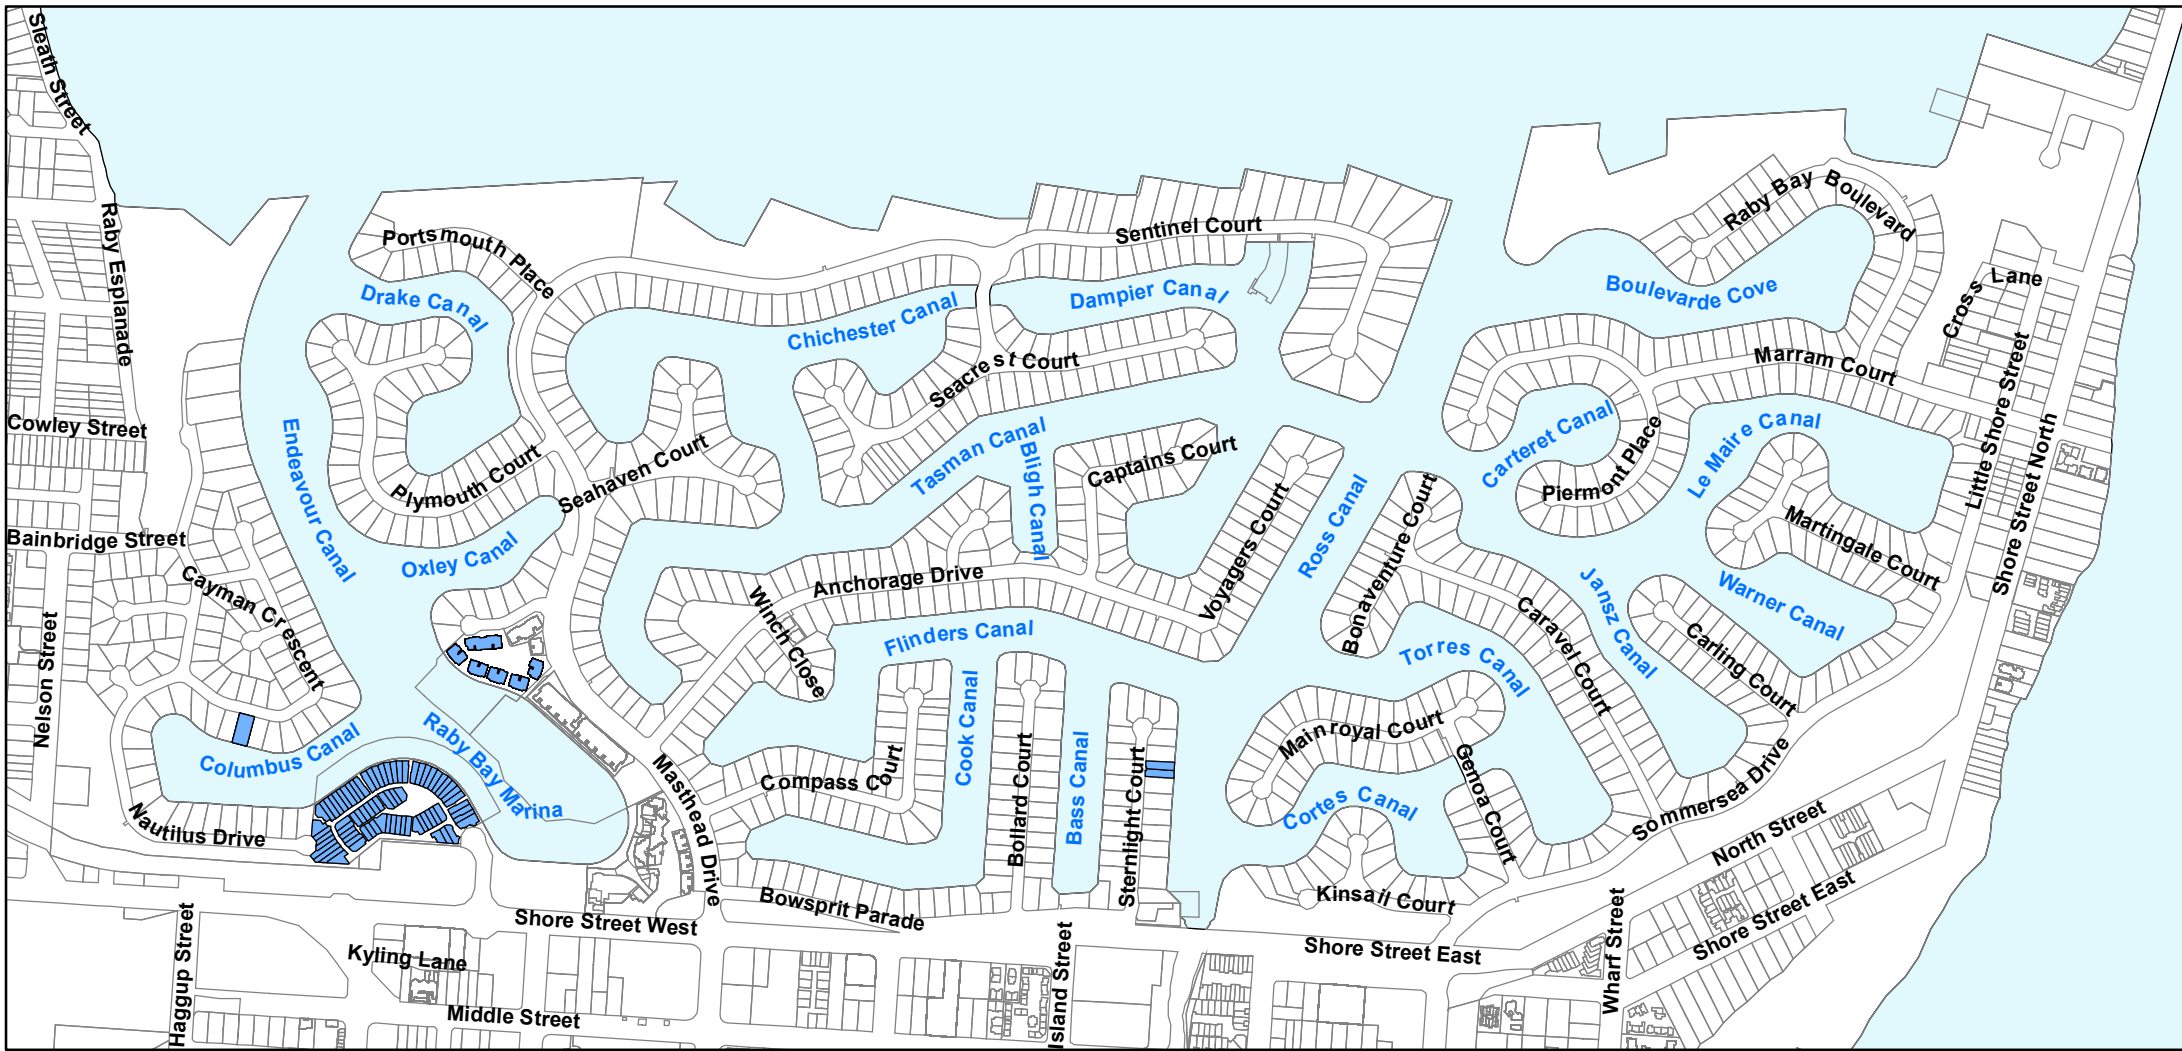 Sleath Street
Raby Esplanade
Portsmouth Place
Drake Canal
Sentinel Court
Dampier Canal
Chichester Canal
Seacrest Court
Raby Bay Boulevard
Boulevarde Cove
Cross Lane
Marram Court
Little Shore Street
Shore Street North
Cowley Street
Endeavour Canal
Plymouth Court
Seahaven Court
Tasman Canal
Bligh Canal
Captains Court
Carteret Canal
Piermont Place
Le Maire Canal
Martingale Court
Bainbridge Street
Oxley Canal
Cayman Crescent
Anchorage Drive
Winch Close
Voyagers Court
Ross Canal
Bonaventure Court
Jansz Canal
Warner Canal
Carling Court
Caravel Court
Torres Canal
Flinders Canal
Nelson Street
Columbus Canal
Raby Bay Marina
Nautilus Drive
Masthead Drive
Compass Court
Cook Canal
Bollard Court
Bass Canal
Sternlight Court
Mainroyal Court
Genoa Court
Cortes Canal
Sommersea Drive
North Street
Kinsail Court
Bowsprit Parade
Shore Street West
Shore Street East
Shore Street East
Wharf Street
Island Street
Haggup Street
Kyling Lane
Middle Street